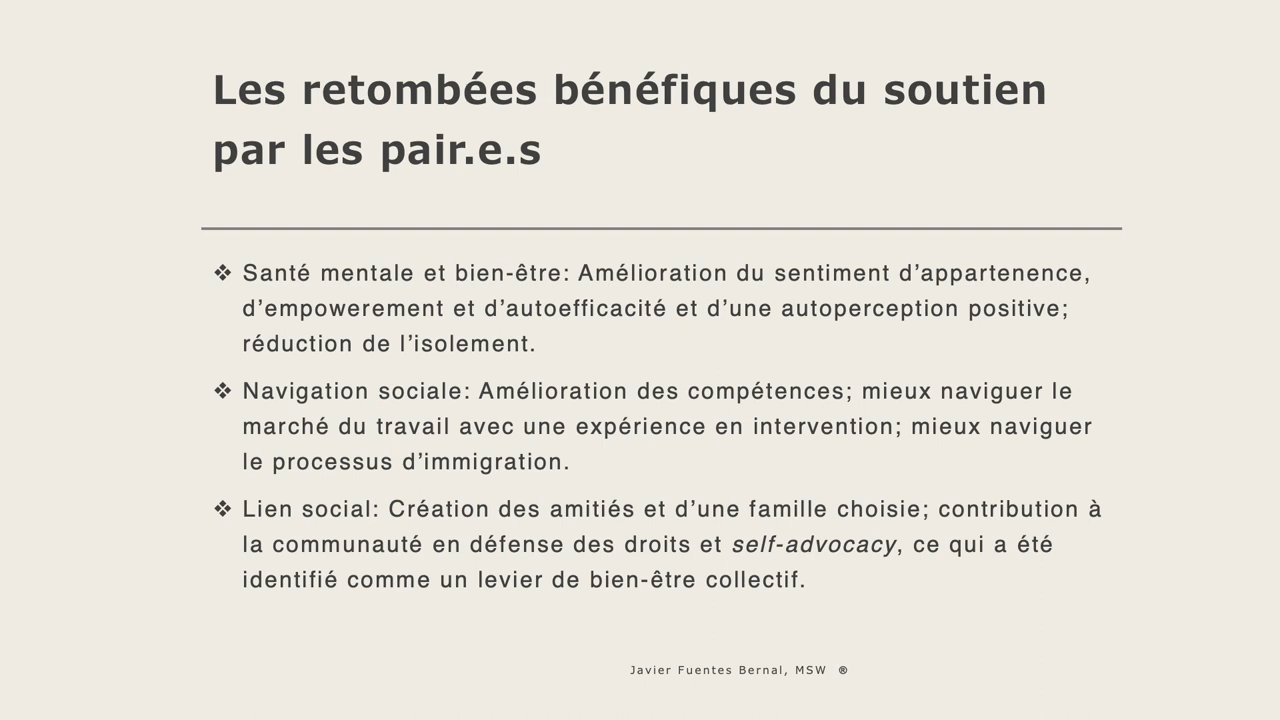 Les retombées bénéfiques du soutien
par les pair.e.s
❖ Santé mentale et bien-être: Amélioration du sentiment d’appartenence,
d’empowerement et d’autoefficacité et d’une autoperception positive;
réduction de l’isolement.
❖ Navigation sociale: Amélioration des compétences; mieux naviguer le
marché du travail avec une expérience en intervention; mieux naviguer
le processus d’immigration.
❖ Lien social: Création des amitiés et d’une famille choisie; contribution à
la communauté en défense des droits et self-advocacy, ce qui a été
identifié comme un levier de bien-être collectif.
Javier Fuentes Bernal, MSW ®